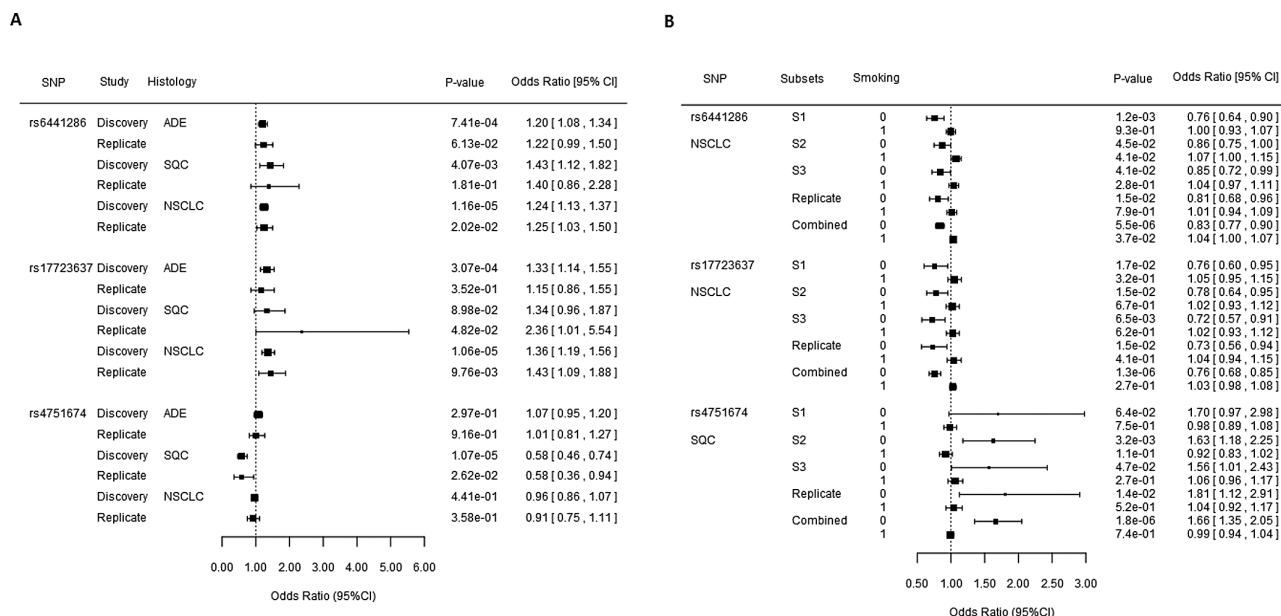 A
SNP Study Histology P-value Odds Ratio [95% CI]
rs6441286 Discovery ADE 7.41e-04 1.20 [ 1.08 , 1.34 ]
Replicate 6.13e-02 1.22 [ 0.99 , 1.50 ]
Discovery SQC 4.07e-03 1.43 [ 1.12 , 1.82 ]
Replicate 1.81e-01 1.40 [ 0.86 , 2.28 ]
Discovery NSCLC 1.16e-05 1.24 [ 1.13 , 1.37 ]
Replicate 2.02e-02 1.25 [ 1.03 , 1.50 ]
rs17723637 Discovery ADE 3.07e-04 1.33 [ 1.14 , 1.55 ]
Replicate 3.52e-01 1.15 [ 0.86 , 1.55 ]
Discovery SQC 8.98e-02 1.34 [ 0.96 , 1.87 ]
Replicate 4.82e-02 2.36 [ 1.01 , 5.54 ]
Discovery NSCLC 1.06e-05 1.36 [ 1.19 , 1.56 ]
Replicate 9.76e-03 1.43 [ 1.09 , 1.88 ]
rs4751674 Discovery ADE 2.97e-01 1.07 [ 0.95 , 1.20 ]
Replicate 9.16e-01 1.01 [ 0.81 , 1.27 ]
Discovery SQC 1.07e-05 0.58 [ 0.46 , 0.74 ]
Replicate 2.62e-02 0.58 [ 0.36 , 0.94 ]
Discovery NSCLC 4.41e-01 0.96 [ 0.86 , 1.07 ]
Replicate 3.58e-01 0.91 [ 0.75 , 1.11 ]
0.00 1.00 2.00 3.00 4.00 5.00 6.00
Odds Ratio (95%CI)
B
SNP Subsets Smoking P-value Odds Ratio [95% CI]
rs6441286 S1 0 1.2e-03 0.76 [ 0.64 , 0.90 ]
1 9.3e-01 1.00 [ 0.93 , 1.07 ]
NSCLC S2 0 4.5e-02 0.86 [ 0.75 , 1.00 ]
1 4.1e-02 1.07 [ 1.00 , 1.15 ]
S3 0 4.1e-02 0.85 [ 0.72 , 0.99 ]
1 2.8e-01 1.04 [ 0.97 , 1.11 ]
Replicate 0 1.5e-02 0.81 [ 0.68 , 0.96 ]
1 7.9e-01 1.01 [ 0.94 , 1.09 ]
Combined 0 5.5e-06 0.83 [ 0.77 , 0.90 ]
1 3.7e-02 1.04 [ 1.00 , 1.07 ]
rs17723637 S1 0 1.7e-02 0.76 [ 0.60 , 0.95 ]
1 3.2e-01 1.05 [ 0.95 , 1.15 ]
NSCLC S2 0 1.5e-02 0.78 [ 0.64 , 0.95 ]
1 6.7e-01 1.02 [ 0.93 , 1.12 ]
S3 0 6.5e-03 0.72 [ 0.57 , 0.91 ]
1 6.2e-01 1.02 [ 0.93 , 1.12 ]
Replicate 0 1.5e-02 0.73 [ 0.56 , 0.94 ]
1 4.1e-01 1.04 [ 0.94 , 1.15 ]
Combined 0 1.3e-06 0.76 [ 0.68 , 0.85 ]
1 2.7e-01 1.03 [ 0.98 , 1.08 ]
rs4751674 S1 0 6.4e-02 1.70 [ 0.97 , 2.98 ]
1 7.5e-01 0.98 [ 0.89 , 1.08 ]
SQC S2 0 3.2e-03 1.63 [ 1.18 , 2.25 ]
1 1.1e-01 0.92 [ 0.83 , 1.02 ]
S3 0 4.7e-02 1.56 [ 1.01 , 2.43 ]
1 2.7e-01 1.06 [ 0.96 , 1.17 ]
Replicate 0 1.4e-02 1.81 [ 1.12 , 2.91 ]
1 5.2e-01 1.04 [ 0.92 , 1.17 ]
Combined 0 1.8e-06 1.66 [ 1.35 , 2.05 ]
1 7.4e-01 0.99 [ 0.94 , 1.04 ]
0.50 1.00 1.50 2.00 2.50 3.00
Odds Ratio (95%CI)